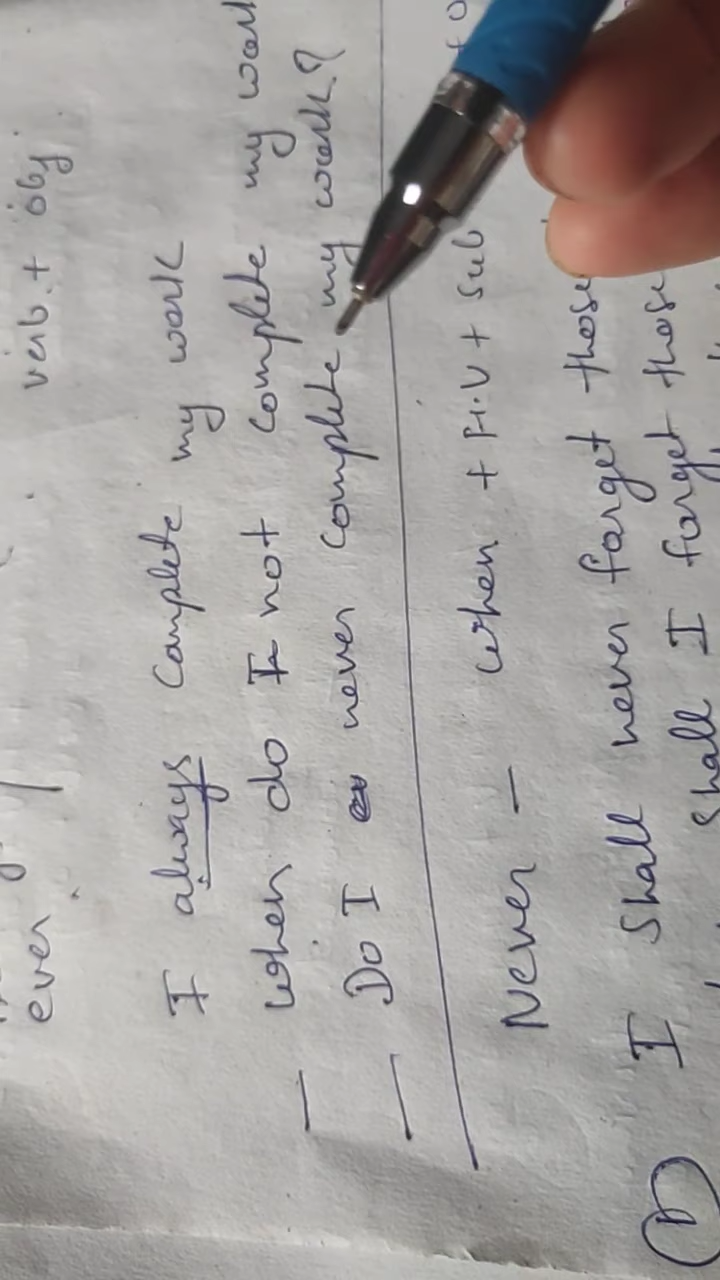 verb. + obj.
ever.
I always complete my work
— When do I not complete my work
— Do I never complete my work?
Never – When + H.V + Sub + O
I Shall never forget those
Shall I forget those